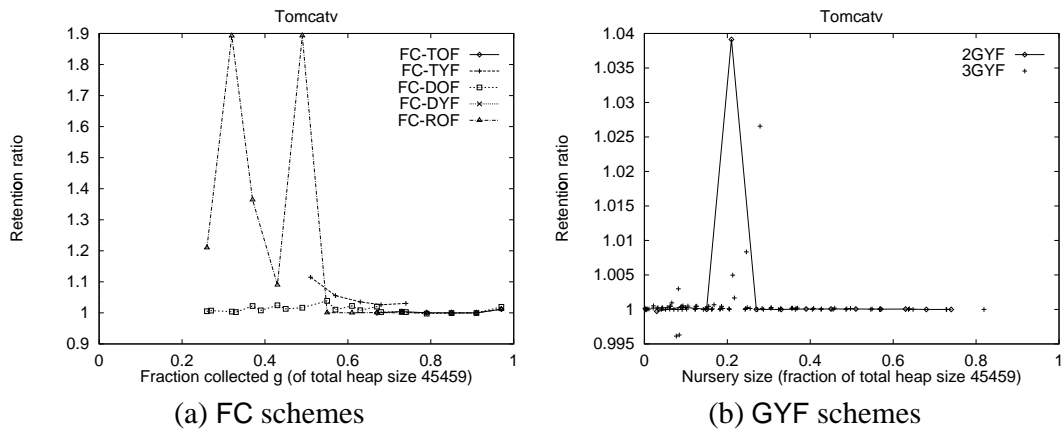 Tomcatv
1.9
1.8
1.7
1.6
1.5
1.4
1.3
1.2
1.1
1
0.9
Retention ratio
FC-TOF
FC-TYF
FC-DOF
FC-DYF
FC-ROF
0 0.2 0.4 0.6 0.8 1
Fraction collected g (of total heap size 45459)
(a) FC schemes
Tomcatv
1.04
1.035
1.03
1.025
1.02
1.015
1.01
1.005
1
0.995
Retention ratio
2GYF
3GYF
0 0.2 0.4 0.6 0.8 1
Nursery size (fraction of total heap size 45459)
(b) GYF schemes